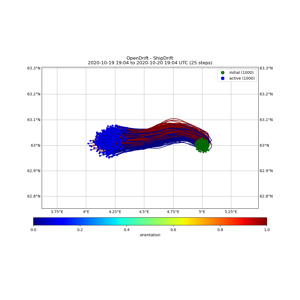 OpenDrift - ShipDrift
2020-10-19 19:04 to 2020-10-20 19:04 UTC (25 steps)
63.3°N 63.3°N
initial (1000)
active (1000)
63.2°N 63.2°N
63.1°N 63.1°N
63°N 63°N
62.9°N 62.9°N
62.8°N 62.8°N
3.75°E 4°E 4.25°E 4.5°E 4.75°E 5°E 5.25°E
0.0 0.2 0.4 0.6 0.8 1.0
orientation